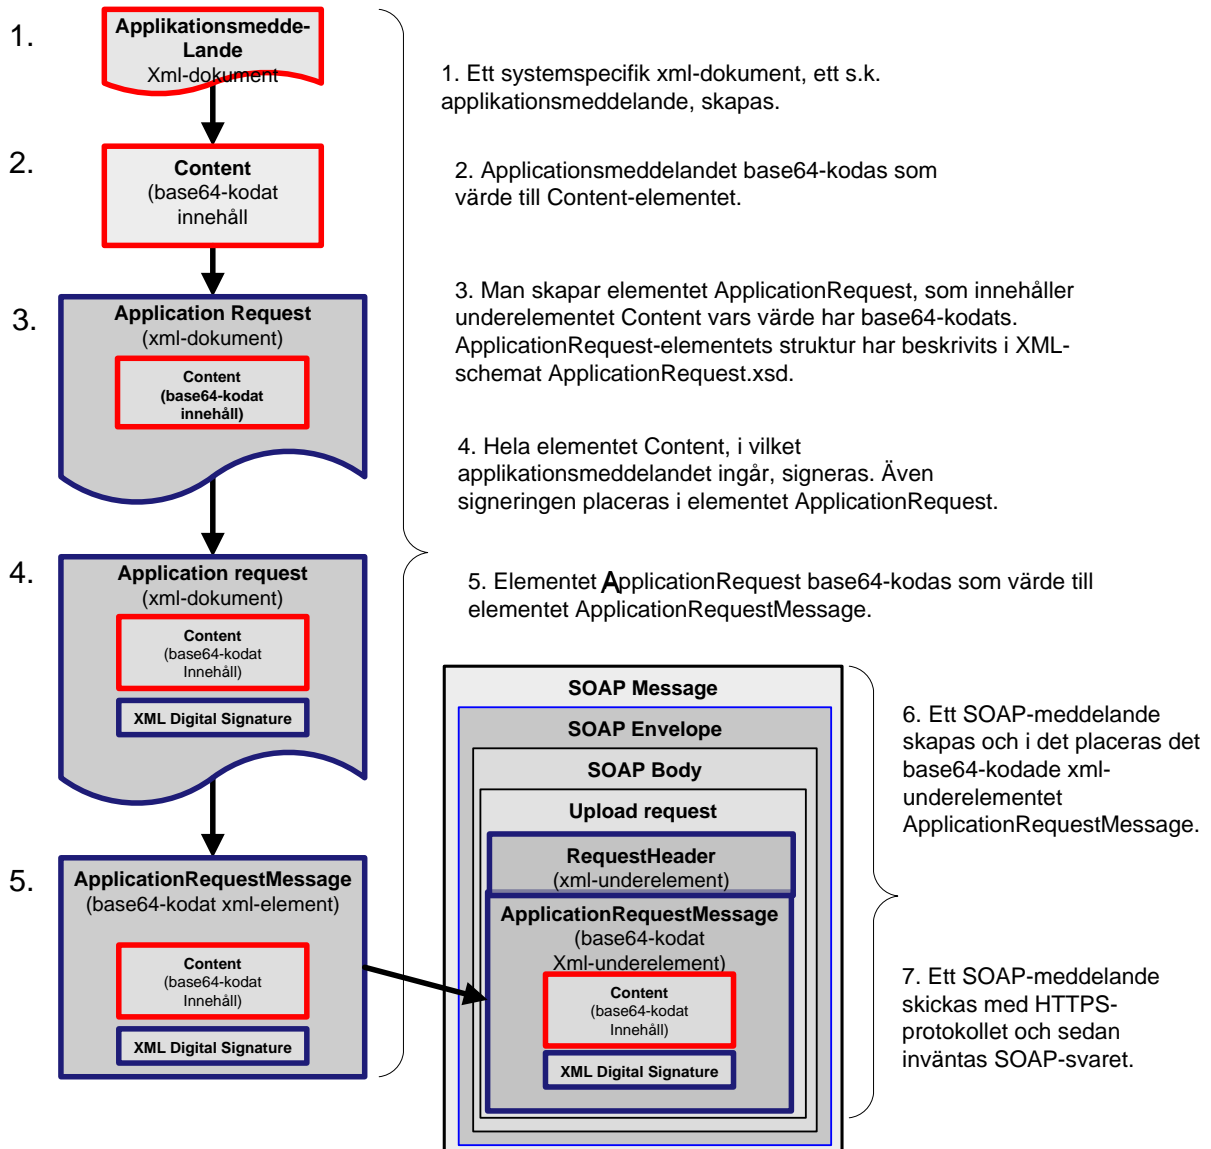 1.
Applikationsmedde-
Lande
Xml-dokument
1. Ett systemspecifik xml-dokument, ett s.k.
applikationsmeddelande, skapas.
2.
Content
(base64-kodat
innehåll
2. Applicationsmeddelandet base64-kodas som
värde till Content-elementet.
3.
Application Request
(xml-dokument)
Content
(base64-kodat
innehåll)
3. Man skapar elementet ApplicationRequest, som innehåller
underelementet Content vars värde har base64-kodats.
ApplicationRequest-elementets struktur har beskrivits i XML-
schemat ApplicationRequest.xsd.
4. Hela elementet Content, i vilket
applikationsmeddelandet ingår, signeras. Även
signeringen placeras i elementet ApplicationRequest.
4.
Application request
(xml-dokument)
Content
(base64-kodat
Innehåll)
XML Digital Signature
5. Elementet ApplicationRequest base64-kodas som värde till
elementet ApplicationRequestMessage.
5.
ApplicationRequestMessage
(base64-kodat xml-element)
Content
(base64-kodat
Innehåll)
XML Digital Signature
SOAP Message
SOAP Envelope
SOAP Body
Upload request
RequestHeader
(xml-underelement)
ApplicationRequestMessage
(base64-kodat
Xml-underelement)
Content
(base64-kodat
Innehåll)
XML Digital Signature
6. Ett SOAP-meddelande
skapas och i det placeras det
base64-kodade xml-
underelementet
ApplicationRequestMessage.
7. Ett SOAP-meddelande
skickas med HTTPS-
protokollet och sedan
inväntas SOAP-svaret.